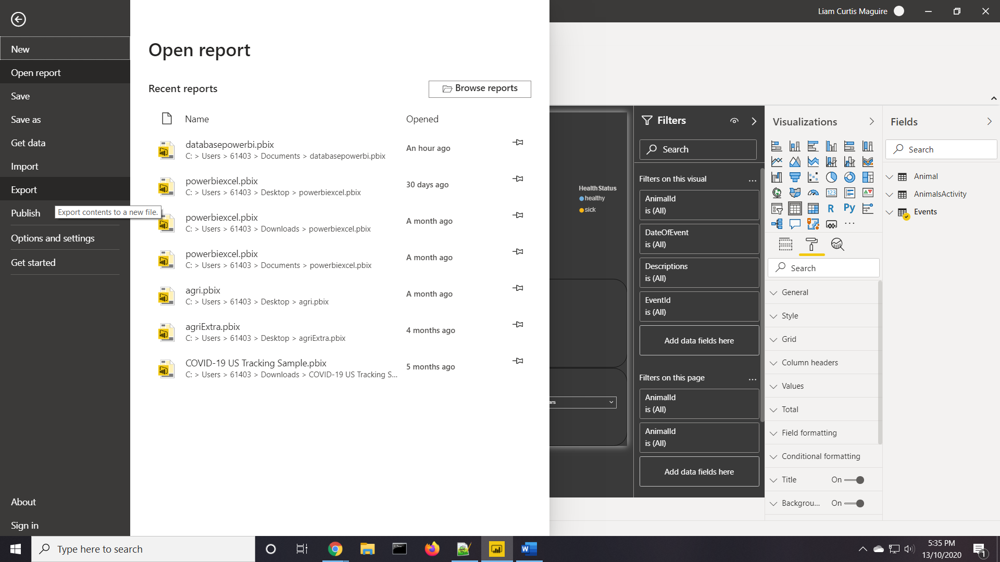 Liam Curtis Maguire
New
Open report
Save
Save as
Get data
Import
Export
Publish
Export contents to a new file.
Options and settings
Get started
About
Sign in
Open report
Recent reports
Browse reports
Name Opened
databasepowerbi.pbix
C: > Users > 61403 > Documents > databasepowerbi.pbix
An hour ago
powerbiexcel.pbix
C: > Users > 61403 > Desktop > powerbiexcel.pbix
30 days ago
powerbiexcel.pbix
C: > Users > 61403 > Downloads > powerbiexcel.pbix
A month ago
powerbiexcel.pbix
C: > Users > 61403 > Documents > powerbiexcel.pbix
A month ago
agri.pbix
C: > Users > 61403 > Desktop > agri.pbix
A month ago
agriExtra.pbix
C: > Users > 61403 > Desktop > agriExtra.pbix
4 months ago
COVID-19 US Tracking Sample.pbix
C: > Users > 61403 > Downloads > COVID-19 US Tracking S...
5 months ago
HealthStatus
healthy
sick
Filters
Search
Filters on this visual
...
AnimalId
is (All)
DateOfEvent
is (All)
Descriptions
is (All)
EventId
is (All)
Add data fields here
Filters on this page
...
AnimalId
is (All)
AnimalId
is (All)
Add data fields here
Visualizations
123
R
Py
...
Search
General
Style
Grid
Column headers
Values
Total
Field formatting
Conditional formatting
Title On
Backgrou... On
Fields
Search
Animal
AnimalsActivity
Events
Type here to search
W
5:35 PM
13/10/2020
1